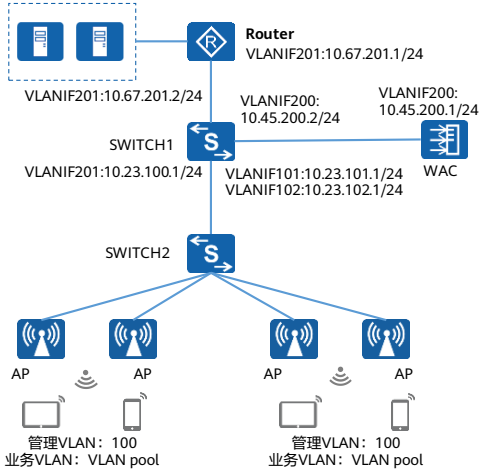 Router
VLANIF201:10.67.201.1/24
VLANIF201:10.67.201.2/24
VLANIF200:
10.45.200.2/24
VLANIF200:
10.45.200.1/24
SWITCH1
S
R
WAC
VLANIF201:10.23.100.1/24
VLANIF101:10.23.101.1/24
VLANIF102:10.23.102.1/24
SWITCH2
S
AP
AP
AP
AP
管理VLAN：100
业务VLAN：VLAN pool
管理VLAN：100
业务VLAN：VLAN pool